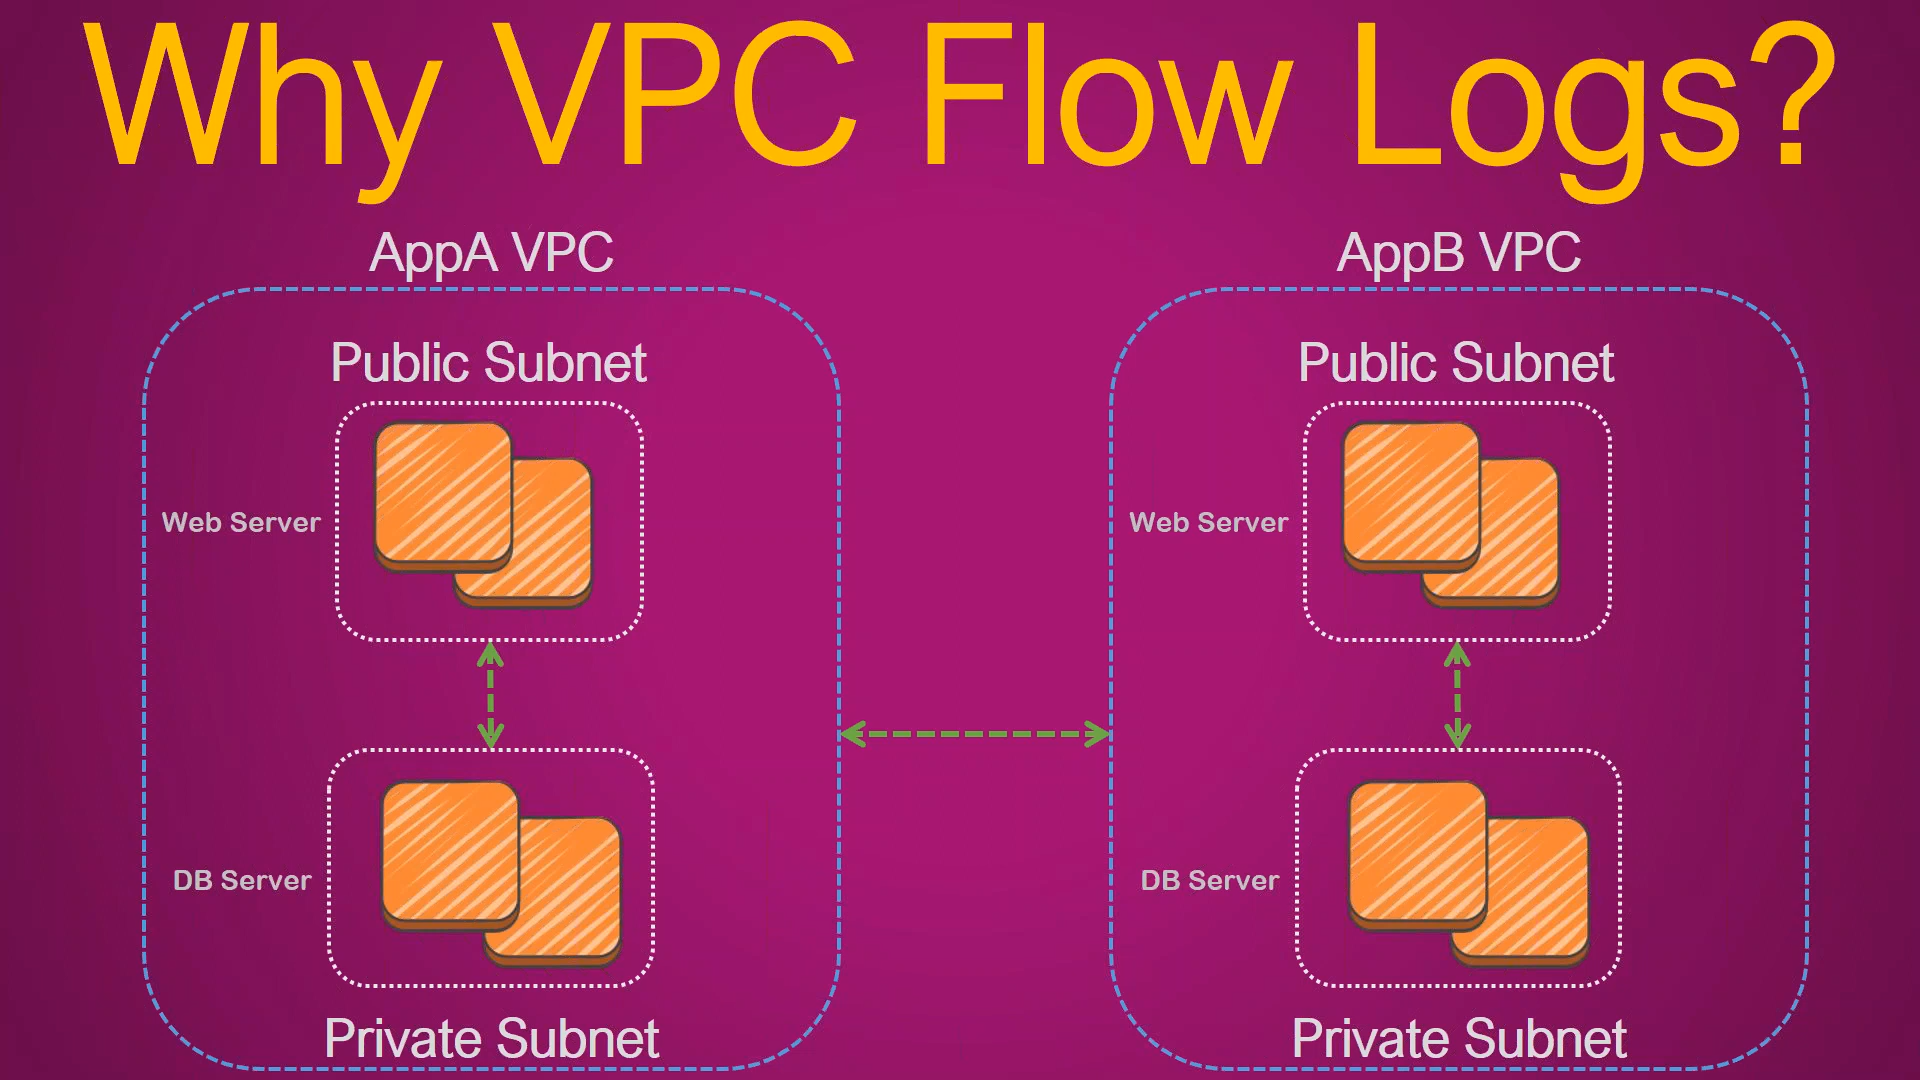 Why VPC Flow Logs?
AppA VPC
Public Subnet
Web Server
DB Server
Private Subnet
AppB VPC
Public Subnet
Web Server
DB Server
Private Subnet